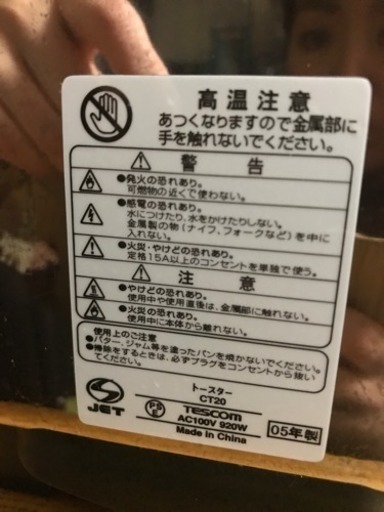 高温注意
あつくなりますので金属部に
手を触れないでください。
警告
●発火の恐れあり。
可燃物の近くで使わない。
●感電の恐れあり。
水につけたり、水をかけたりしない。
金属製の物(ナイフ、フォークなど)を中に
入れない。
●火災・やけどの恐れあり。
定格15A以上のコンセントを単独で使う。
注意
●やけどの恐れあり。
使用中や使用直後は、金属部に触れない。
●火災の恐れあり。
使用中に本体から離れない。
使用上のご注意
●バター、ジャム等を塗ったパンを焼かないでください。
●掃除をするときは、必ずプラグをコンセントから抜い
てください。
トースター
CT20
JET
PS
E
TESCOM
AC100V 920W
Made in China
05年製